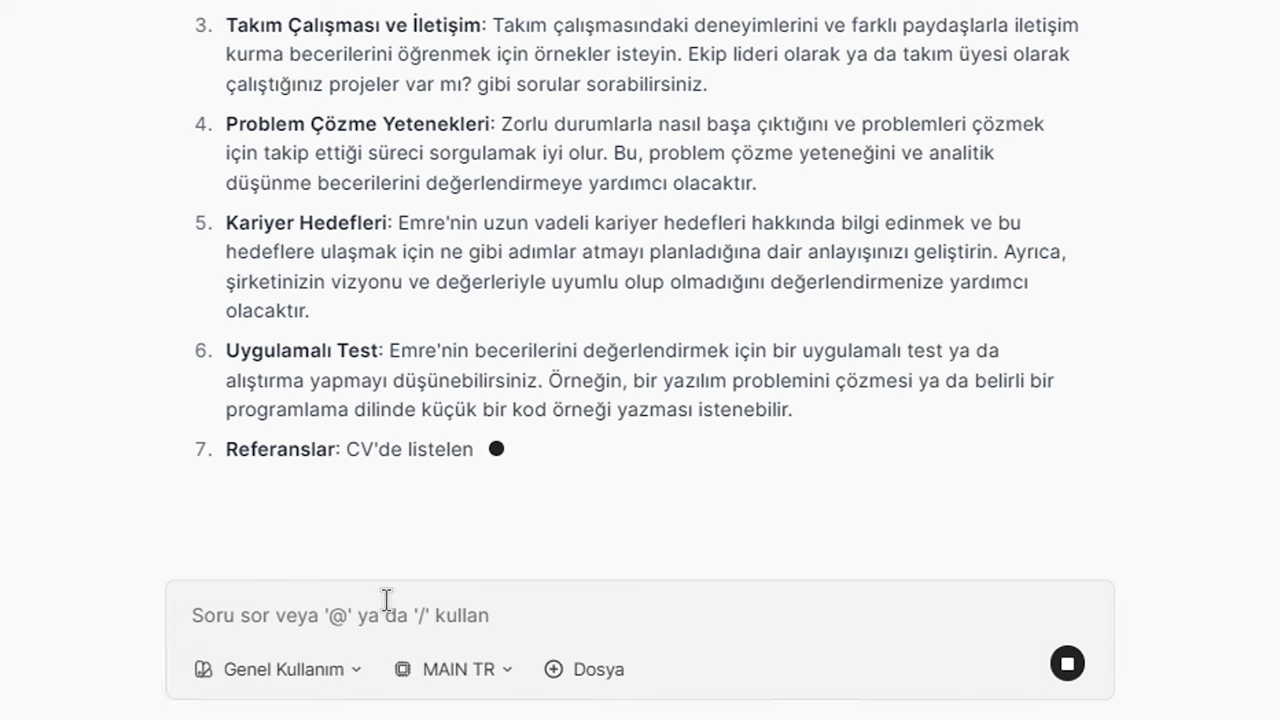 3. Takım Çalışması ve İletişim: Takım çalışmasındaki deneyimlerini ve farklı paydaşlarla iletişim
kurma becerilerini öğrenmek için örnekler isteyin. Ekip lideri olarak ya da takım üyesi olarak
çalıştığınız projeler var mı? gibi sorular sorabilirsiniz.
4. Problem Çözme Yetenekleri: Zorlu durumlarla nasıl başa çıktığını ve problemleri çözmek
için takip ettiği süreci sorgulamak iyi olur. Bu, problem çözme yeteneğini ve analitik
düşünme becerilerini değerlendirmeye yardımcı olacaktır.
5. Kariyer Hedefleri: Emre'nin uzun vadeli kariyer hedefleri hakkında bilgi edinmek ve bu
hedeflere ulaşmak için ne gibi adımlar atmayı planladığına dair anlayışınızı geliştirin. Ayrıca,
şirketinizin vizyonu ve değerleriyle uyumlu olup olmadığını değerlendirmenize yardımcı
olacaktır.
6. Uygulamalı Test: Emre'nin becerilerini değerlendirmek için bir uygulamalı test ya da
alıştırma yapmayı düşünebilirsiniz. Örneğin, bir yazılım problemini çözmesi ya da belirli bir
programlama dilinde küçük bir kod örneği yazması istenebilir.
7. Referanslar: CV'de listelen
Soru sor veya '@' ya da '/' kullan
Genel Kullanım MAIN TR Dosya